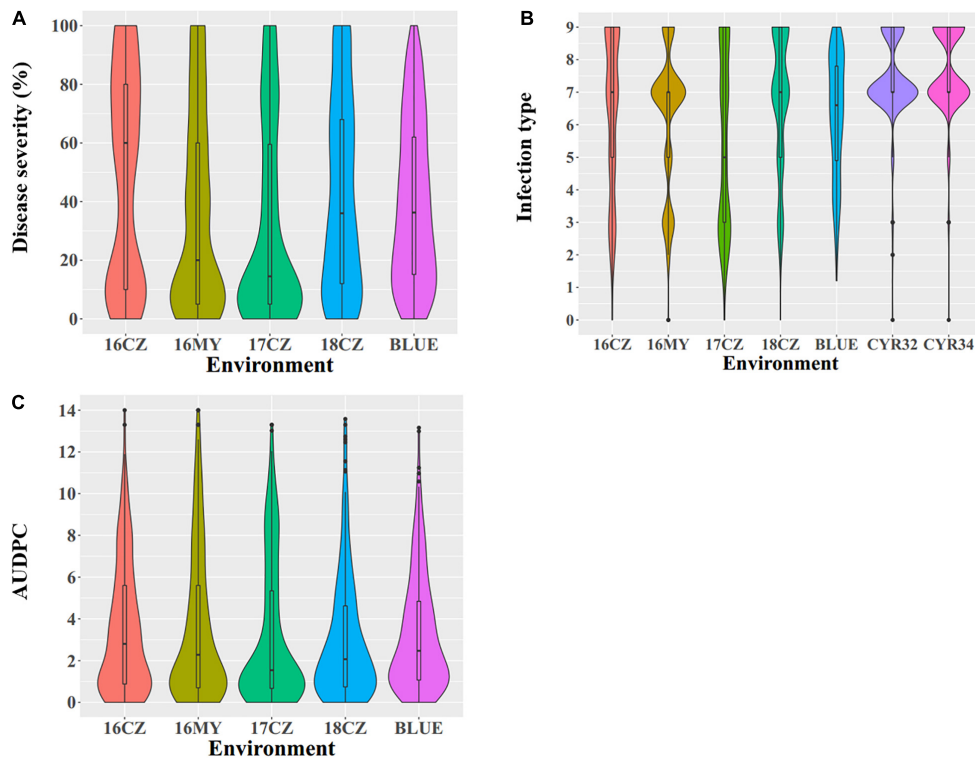 A
Disease severity (%)
100
80
60
40
20
0
16CZ 16MY 17CZ 18CZ BLUE
Environment
B
Infection type
9
8
7
6
5
4
3
2
1
0
16CZ 16MY 17CZ 18CZ BLUE CYR32 CYR34
Environment
C
AUDPC
14
12
10
8
6
4
2
0
16CZ 16MY 17CZ 18CZ BLUE
Environment